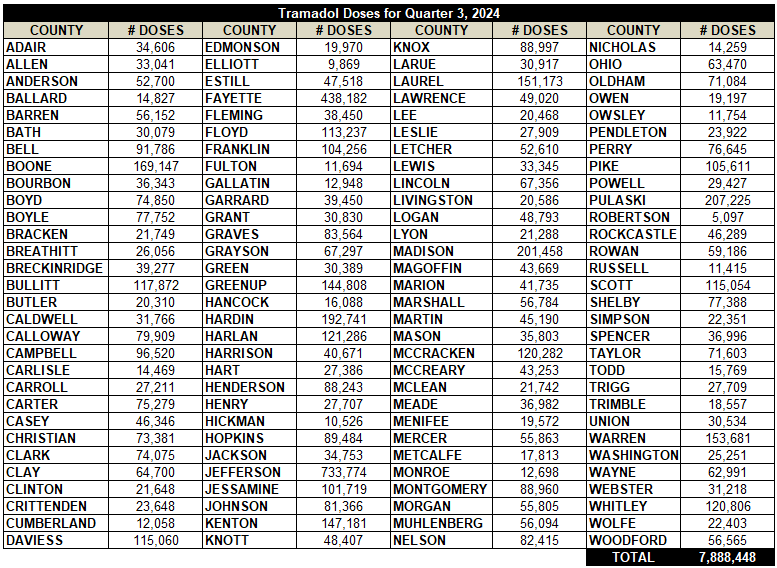 Tramadol Doses for Quarter 3, 2024
COUNTY # DOSES COUNTY # DOSES COUNTY # DOSES COUNTY # DOSES
ADAIR 34,606 EDMONSON 19,970 KNOX 88,997 NICHOLAS 14,259
ALLEN 33,041 ELLIOTT 9,869 LARUE 30,917 OHIO 63,470
ANDERSON 52,700 ESTILL 47,518 LAUREL 151,173 OLDHAM 71,084
BALLARD 14,827 FAYETTE 438,182 LAWRENCE 49,020 OWEN 19,197
BARREN 56,152 FLEMING 38,450 LEE 20,468 OWSLEY 11,754
BATH 30,079 FLOYD 113,237 LESLIE 27,909 PENDLETON 23,922
BELL 91,786 FRANKLIN 104,256 LETCHER 52,610 PERRY 76,645
BOONE 169,147 FULTON 11,694 LEWIS 33,345 PIKE 105,611
BOURBON 36,343 GALLATIN 12,948 LINCOLN 67,356 POWELL 29,427
BOYD 74,850 GARRARD 39,450 LIVINGSTON 20,586 PULASKI 207,225
BOYLE 77,752 GRANT 30,830 LOGAN 48,793 ROBERTSON 5,097
BRACKEN 21,749 GRAVES 83,564 LYON 21,288 ROCKCASTLE 46,289
BREATHITT 26,056 GRAYSON 67,297 MADISON 201,458 ROWAN 59,186
BRECKINRIDGE 39,277 GREEN 30,389 MAGOFFIN 43,669 RUSSELL 11,415
BULLITT 117,872 GREENUP 144,808 MARION 41,735 SCOTT 115,054
BUTLER 20,310 HANCOCK 16,088 MARSHALL 56,784 SHELBY 77,388
CALDWELL 31,766 HARDIN 192,741 MARTIN 45,190 SIMPSON 22,351
CALLOWAY 79,909 HARLAN 121,286 MASON 35,803 SPENCER 36,996
CAMPBELL 96,520 HARRISON 40,671 MCCRACKEN 120,282 TAYLOR 71,603
CARLISLE 14,469 HART 27,386 MCCREARY 43,253 TODD 15,769
CARROLL 27,211 HENDERSON 88,243 MCLEAN 21,742 TRIGG 27,709
CARTER 75,279 HENRY 27,707 MEADE 36,982 TRIMBLE 18,557
CASEY 46,346 HICKMAN 10,526 MENIFEE 19,572 UNION 30,534
CHRISTIAN 73,381 HOPKINS 89,484 MERCER 55,863 WARREN 153,681
CLARK 74,075 JACKSON 34,753 METCALFE 17,813 WASHINGTON 25,251
CLAY 64,700 JEFFERSON 733,774 MONROE 12,698 WAYNE 62,991
CLINTON 21,648 JESSAMINE 101,719 MONTGOMERY 88,960 WEBSTER 31,218
CRITTENDEN 23,648 JOHNSON 81,366 MORGAN 55,805 WHITLEY 120,806
CUMBERLAND 12,058 KENTON 147,181 MUHLENBERG 56,094 WOLFE 22,403
DAVIESS 115,060 KNOTT 48,407 NELSON 82,415 WOODFORD 56,565
TOTAL 7,888,448